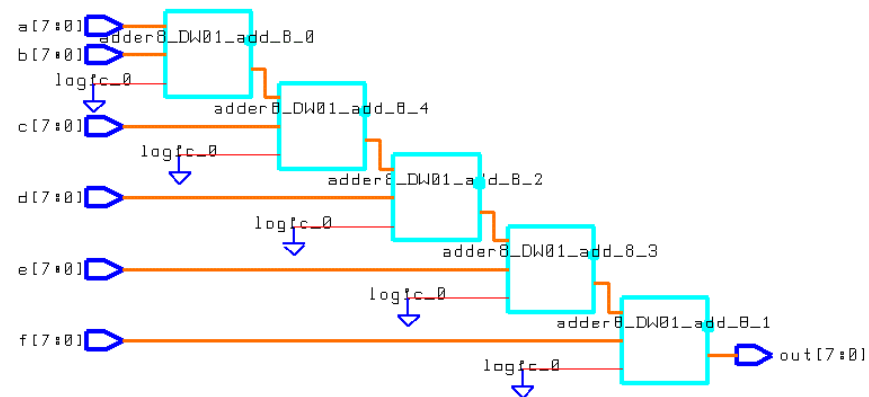 a[7:0]
adder8_DW01_add_8_0
b[7:0]
logic_0
adder8_DW01_add_8_4
c[7:0]
logic_0
adder8_DW01_add_8_2
d[7:0]
logic_0
adder8_DW01_add_8_3
e[7:0]
logic_0
adder8_DW01_add_8_1
f[7:0]
out[7:0]
logic_0